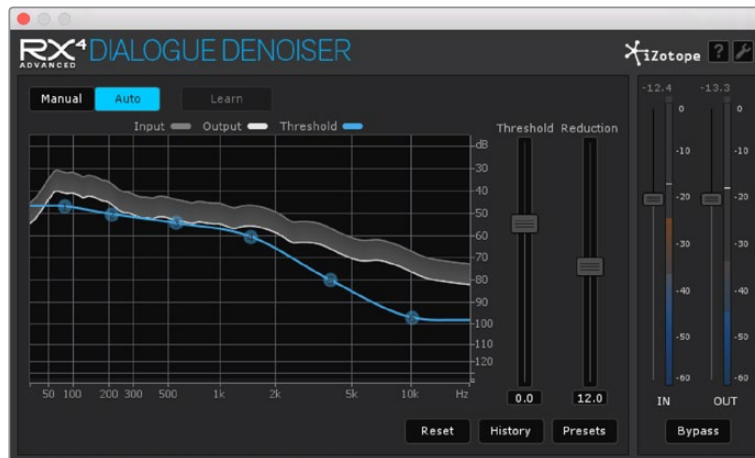 RX4 DIALOGUE DENOISER
ADVANCED
iZotope ?
Manual Auto Learn
Input Output Threshold
Threshold Reduction
-12.4 -13.3
dB
30
40
50
60
70
80
90
-100
-110
-120
50 100 200 300 500 1k 2k 5k 10k Hz
0.0 12.0
0 0
-10 -10
-20 -20
-30 -30
-40 -40
-50 -50
-60 -60
IN OUT
Reset History Presets Bypass